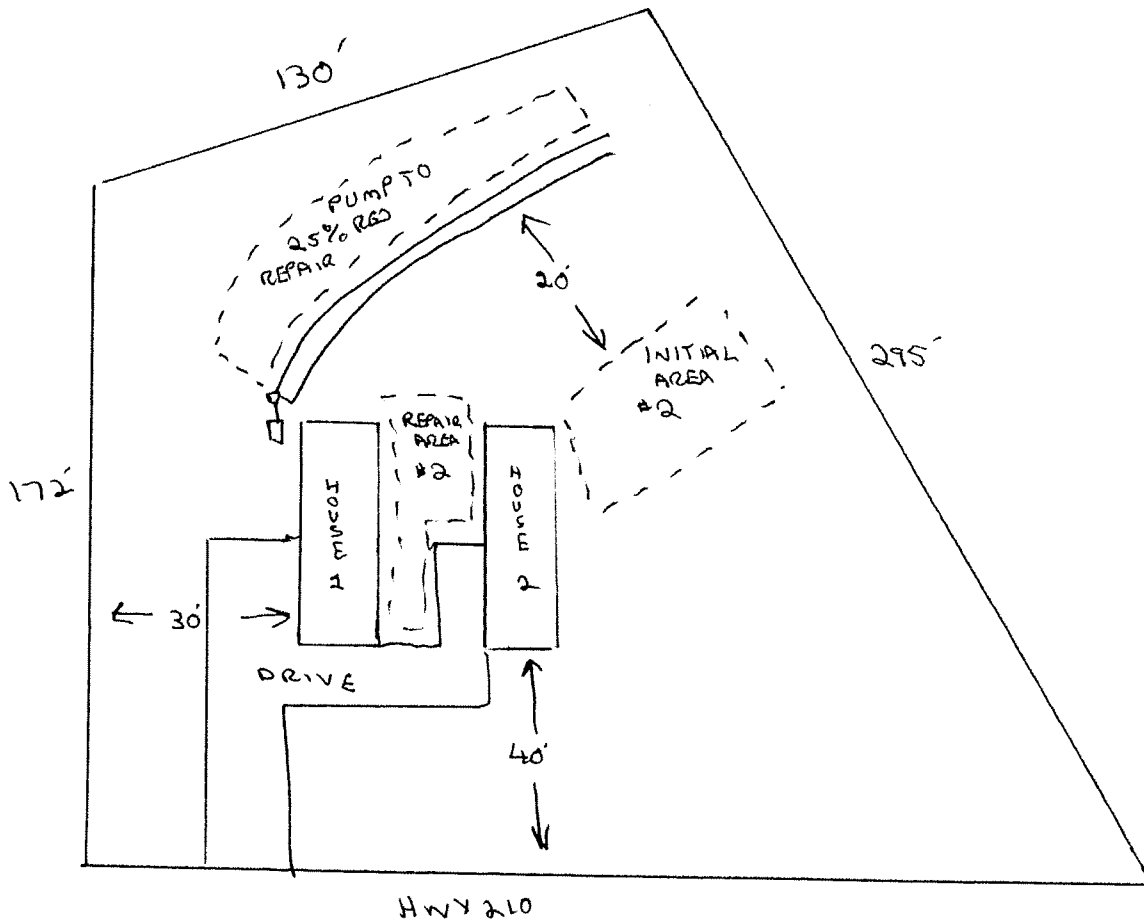 130'
PUMP TO
25% RED
REPAIR
20'
INITIAL
AREA
#2
295'
REPAIR
AREA
#2
172'
HOUSE 1
HOUSE 2
30'
DRIVE
40'
HWY 210